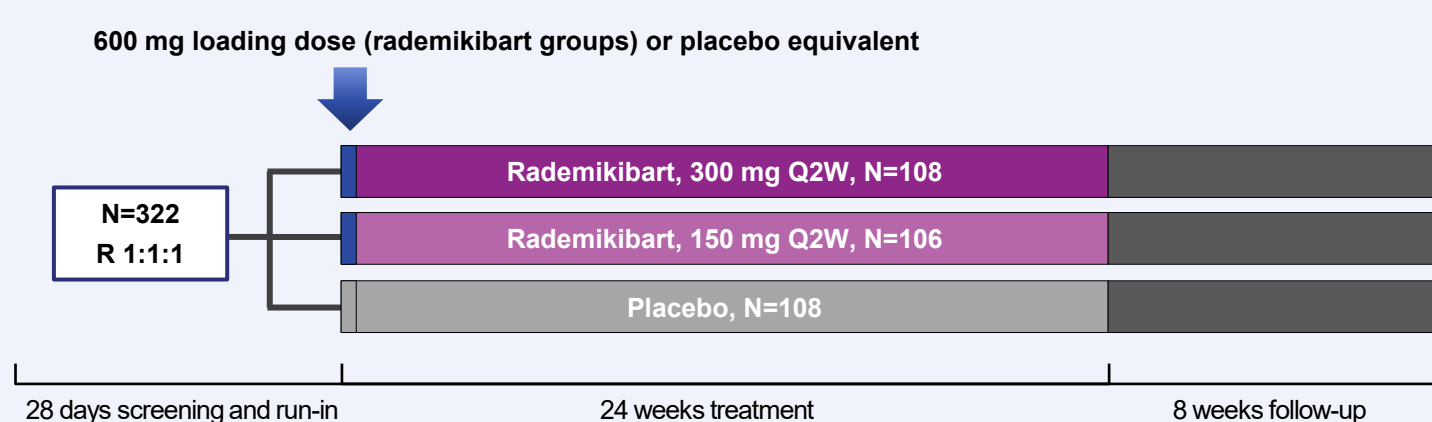 600 mg loading dose (rademikibart groups) or placebo equivalent
N=322
R 1:1:1
Rademikibart, 300 mg Q2W, N=108
Rademikibart, 150 mg Q2W, N=106
Placebo, N=108
28 days screening and run-in
24 weeks treatment
8 weeks follow-up